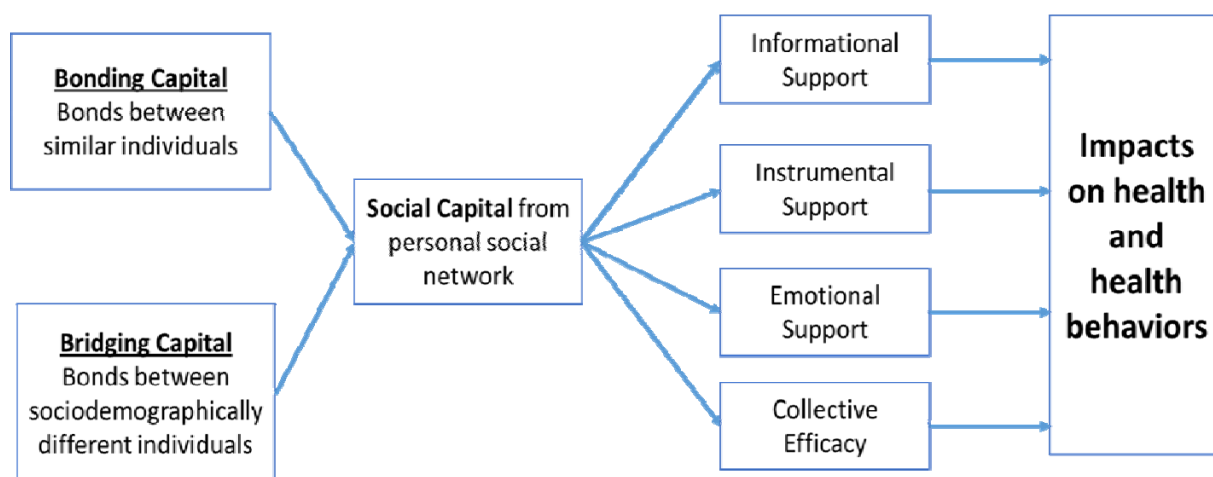 Bonding Capital
Bonds between
similar individuals
Bridging Capital
Bonds between
sociodemographically
different individuals
Social Capital from
personal social
network
Informational
Support
Instrumental
Support
Emotional
Support
Collective
Efficacy
Impacts
on health
and
health
behaviors